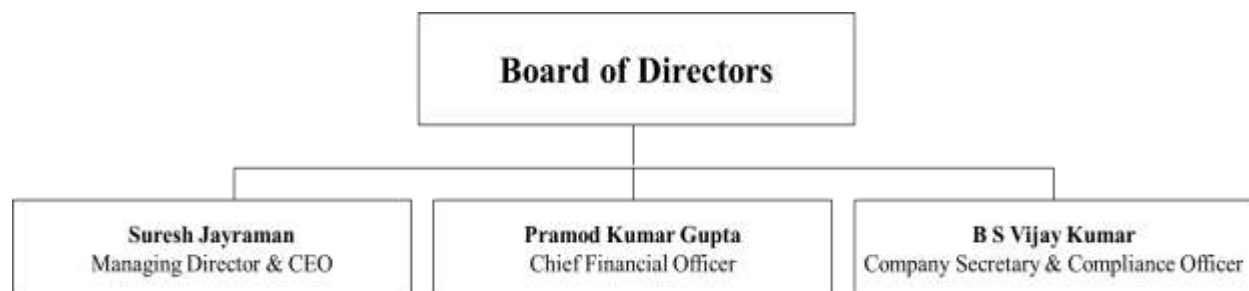 Board of Directors
Suresh Jayraman
Managing Director & CEO
Pramod Kumar Gupta
Chief Financial Officer
B S Vijay Kumar
Company Secretary & Compliance Officer